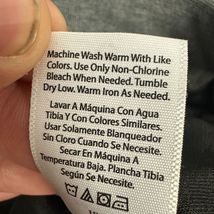 Machine Wash Warm With Like
Colors. Use Only Non-Chlorine
Bleach When Needed. Tumble
Dry Low. Warm Iron As Needed.
Lavar A Máquina Con Agua
Tibia Y Con Colores Similares.
Usar Solamente Blanqueador
Sin Cloro Cuando Se
Necesite. Secar En Máquina A
Temperatura Baja. Plancha Tibia
Según Se Necesite.